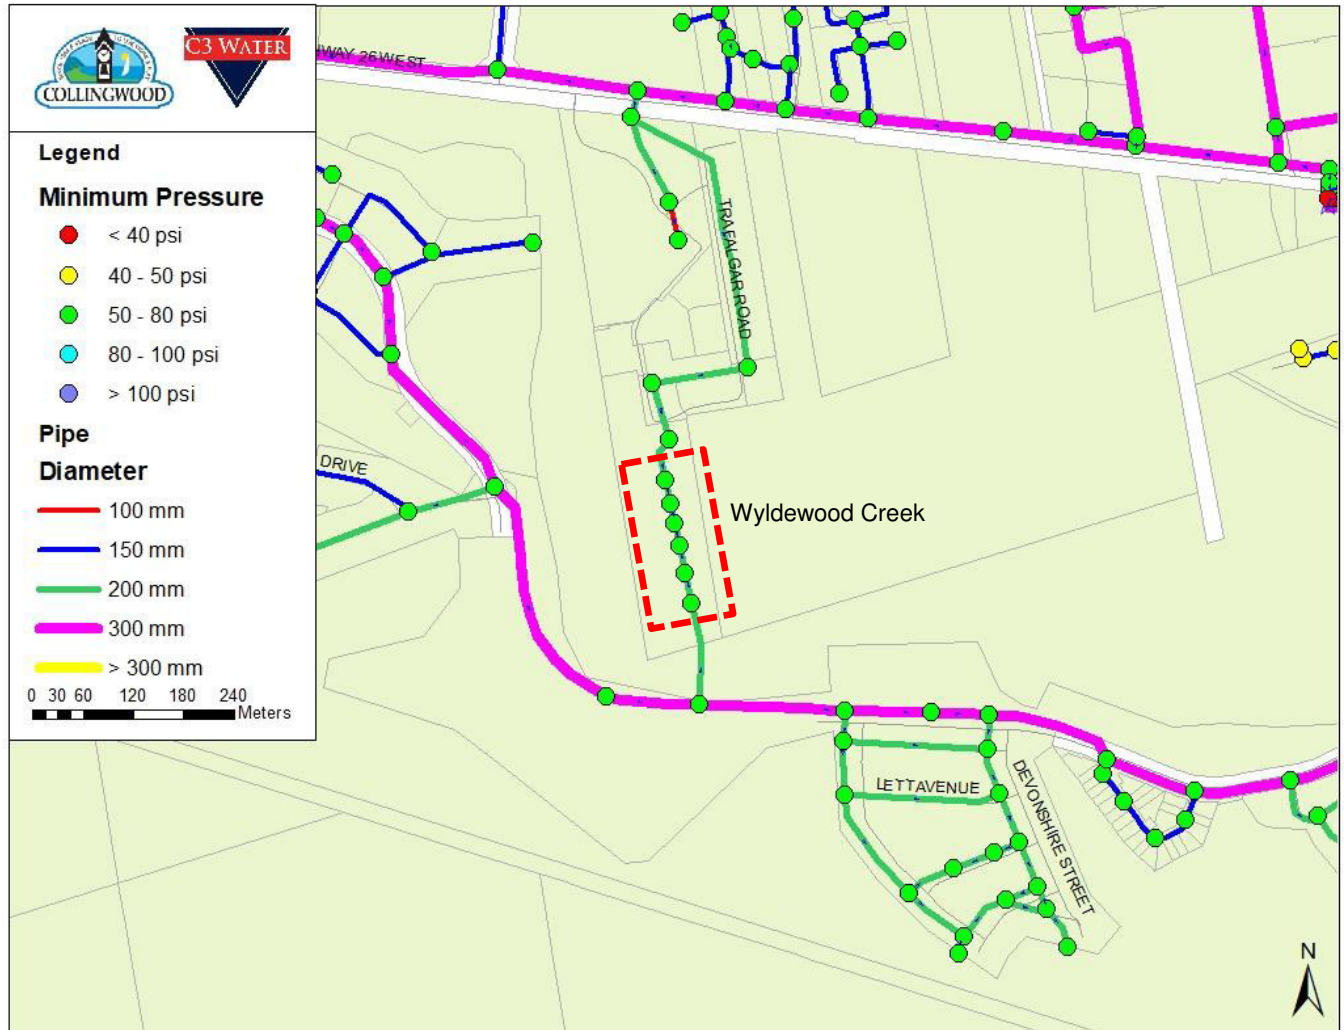 COLLINGWOOD
C3 WATER
Legend
Minimum Pressure
< 40 psi
40 - 50 psi
50 - 80 psi
80 - 100 psi
> 100 psi
Pipe
Diameter
100 mm
150 mm
200 mm
300 mm
> 300 mm
0 30 60 120 180 240
Meters
WAY 26 WEST
TRAFALGAR ROAD
DRIVE
Wyldewood Creek
LETT AVENUE
DEVONSHIRE STREET
N